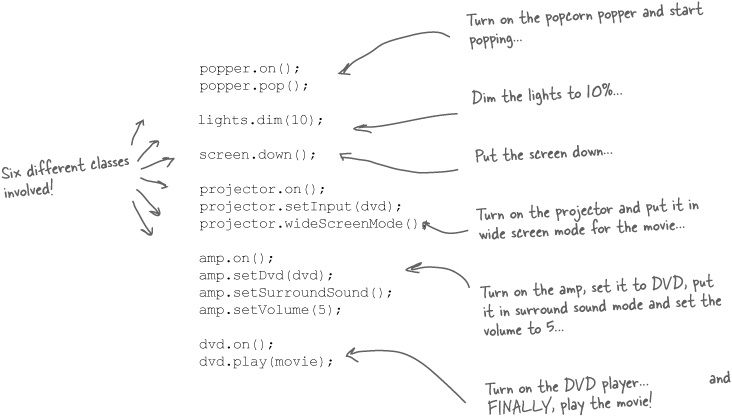 Turn on the popcorn popper and start
popping...
popper.on();
popper.pop();
Dim the lights to 10%...
lights.dim(10);
Six different classes
involved!
screen.down();
Put the screen down...
projector.on();
projector.setInput(dvd);
projector.wideScreenMode()
Turn on the projector and put it in
wide screen mode for the movie...
amp.on();
amp.setDvd(dvd);
amp.setSurroundSound();
amp.setVolume(5);
Turn on the amp, set it to DVD, put
it in surround sound mode and set the
volume to 5...
dvd.on();
dvd.play(movie);
Turn on the DVD player... and
FINALLY, play the movie!